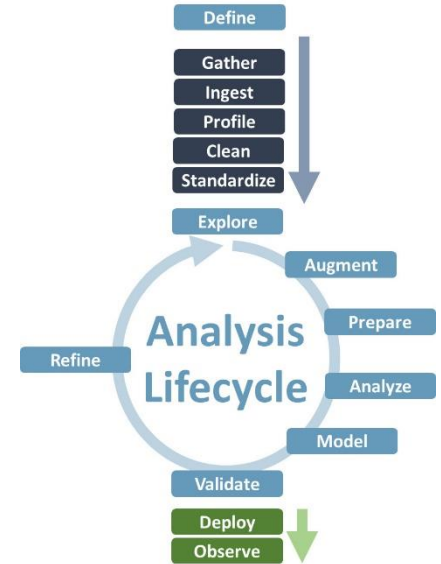 Define
Gather
Ingest
Profile
Clean
Standardize
Explore
Augment
Prepare
Analyze
Model
Validate
Refine
Analysis
Lifecycle
Deploy
Observe